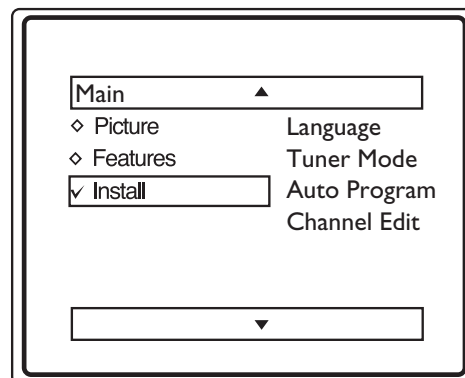 Main ▲
◇ Picture
◇ Features
✓ Install
Language
Tuner Mode
Auto Program
Channel Edit
▼